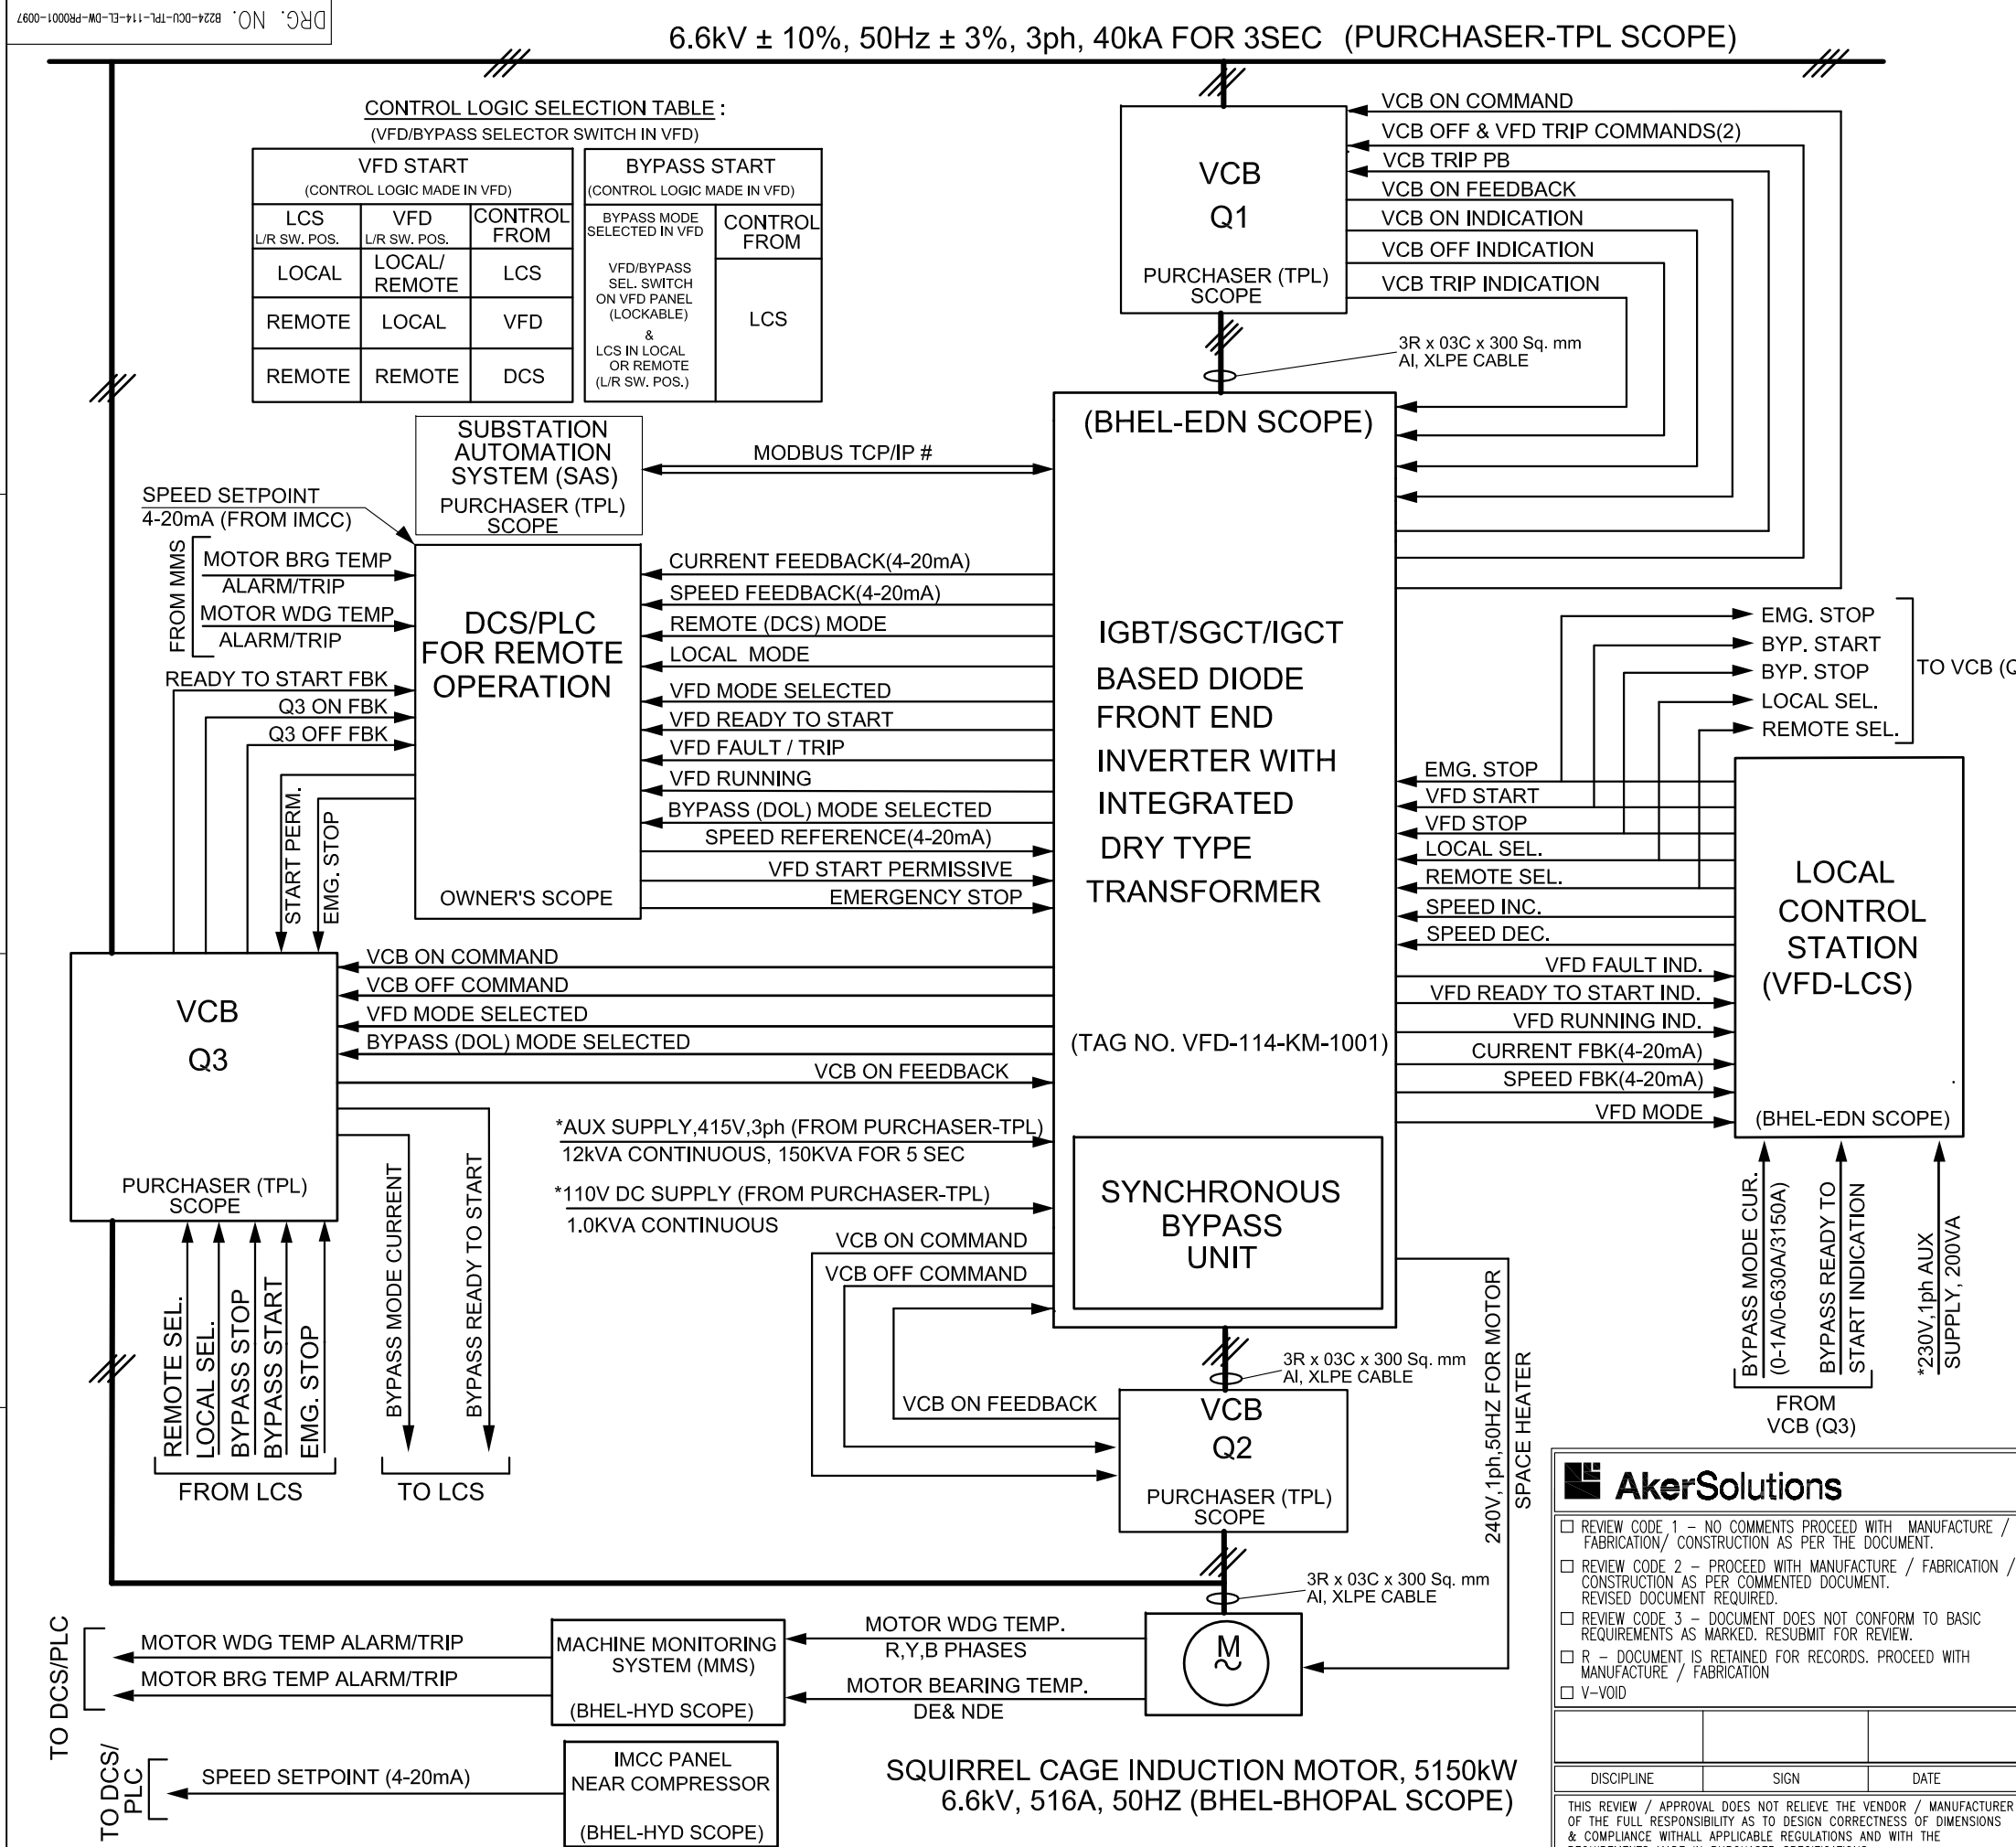 DRG. NO. B224-DCU-TPL-114-EL-DW-PR0001-0097
6.6kV ± 10%, 50Hz ± 3%, 3ph, 40kA FOR 3SEC (PURCHASER-TPL SCOPE)
CONTROL LOGIC SELECTION TABLE :
(VFD/BYPASS SELECTOR SWITCH IN VFD)
VFD START
(CONTROL LOGIC MADE IN VFD)
LCS
L/R SW. POS.
VFD
L/R SW. POS.
CONTROL
FROM
LOCAL
LOCAL/
REMOTE
LCS
REMOTE
LOCAL
VFD
REMOTE
REMOTE
DCS
BYPASS START
(CONTROL LOGIC MADE IN VFD)
BYPASS MODE
SELECTED IN VFD
CONTROL
FROM
VFD/BYPASS
SEL. SWITCH
ON VFD PANEL
(LOCKABLE)
&
LCS IN LOCAL
OR REMOTE
(L/R SW. POS.)
LCS
VCB
Q1
PURCHASER (TPL)
SCOPE
VCB ON COMMAND
VCB OFF & VFD TRIP COMMANDS(2)
VCB TRIP PB
VCB ON FEEDBACK
VCB ON INDICATION
VCB OFF INDICATION
VCB TRIP INDICATION
3R x 03C x 300 Sq. mm
Al, XLPE CABLE
SUBSTATION
AUTOMATION
SYSTEM (SAS)
PURCHASER (TPL)
SCOPE
MODBUS TCP/IP #
SPEED SETPOINT
4-20mA (FROM IMCC)
FROM MMS
MOTOR BRG TEMP
ALARM/TRIP
MOTOR WDG TEMP
ALARM/TRIP
READY TO START FBK
Q3 ON FBK
Q3 OFF FBK
START PERM.
EMG. STOP
DCS/PLC
FOR REMOTE
OPERATION
OWNER'S SCOPE
CURRENT FEEDBACK(4-20mA)
SPEED FEEDBACK(4-20mA)
REMOTE (DCS) MODE
LOCAL MODE
VFD MODE SELECTED
VFD READY TO START
VFD FAULT / TRIP
VFD RUNNING
BYPASS (DOL) MODE SELECTED
SPEED REFERENCE(4-20mA)
VFD START PERMISSIVE
EMERGENCY STOP
(BHEL-EDN SCOPE)
IGBT/SGCT/IGCT
BASED DIODE
FRONT END
INVERTER WITH
INTEGRATED
DRY TYPE
TRANSFORMER
(TAG NO. VFD-114-KM-1001)
SYNCHRONOUS
BYPASS
UNIT
EMG. STOP
BYP. START
BYP. STOP
LOCAL SEL.
REMOTE SEL.
TO VCB (Q
EMG. STOP
VFD START
VFD STOP
LOCAL SEL.
REMOTE SEL.
SPEED INC.
SPEED DEC.
VFD FAULT IND.
VFD READY TO START IND.
VFD RUNNING IND.
CURRENT FBK(4-20mA)
SPEED FBK(4-20mA)
VFD MODE
LOCAL
CONTROL
STATION
(VFD-LCS)
(BHEL-EDN SCOPE)
BYPASS MODE CUR.
(0-1A/0-630A/3150A)
BYPASS READY TO
START INDICATION
*230V,1ph AUX
SUPPLY, 200VA
FROM
VCB (Q3)
VCB
Q3
PURCHASER (TPL)
SCOPE
VCB ON COMMAND
VCB OFF COMMAND
VFD MODE SELECTED
BYPASS (DOL) MODE SELECTED
VCB ON FEEDBACK
*AUX SUPPLY,415V,3ph (FROM PURCHASER-TPL)
12kVA CONTINUOUS, 150KVA FOR 5 SEC
*110V DC SUPPLY (FROM PURCHASER-TPL)
1.0KVA CONTINUOUS
REMOTE SEL.
LOCAL SEL.
BYPASS STOP
BYPASS START
EMG. STOP
FROM LCS
BYPASS MODE CURRENT
BYPASS READY TO START
TO LCS
VCB ON COMMAND
VCB OFF COMMAND
VCB ON FEEDBACK
3R x 03C x 300 Sq. mm
Al, XLPE CABLE
VCB
Q2
PURCHASER (TPL)
SCOPE
240V,1ph,50HZ FOR MOTOR
SPACE HEATER
3R x 03C x 300 Sq. mm
Al, XLPE CABLE
M
TO DCS/PLC
MOTOR WDG TEMP ALARM/TRIP
MOTOR BRG TEMP ALARM/TRIP
MACHINE MONITORING
SYSTEM (MMS)
(BHEL-HYD SCOPE)
MOTOR WDG TEMP.
R,Y,B PHASES
MOTOR BEARING TEMP.
DE& NDE
TO DCS/
PLC
SPEED SETPOINT (4-20mA)
IMCC PANEL
NEAR COMPRESSOR
(BHEL-HYD SCOPE)
SQUIRREL CAGE INDUCTION MOTOR, 5150kW
6.6kV, 516A, 50HZ (BHEL-BHOPAL SCOPE)
AkerSolutions
REVIEW CODE 1 – NO COMMENTS PROCEED WITH MANUFACTURE /
FABRICATION/ CONSTRUCTION AS PER THE DOCUMENT.
REVIEW CODE 2 – PROCEED WITH MANUFACTURE / FABRICATION /
CONSTRUCTION AS PER COMMENTED DOCUMENT.
REVISED DOCUMENT REQUIRED.
REVIEW CODE 3 – DOCUMENT DOES NOT CONFORM TO BASIC
REQUIREMENTS AS MARKED. RESUBMIT FOR REVIEW.
R – DOCUMENT IS RETAINED FOR RECORDS. PROCEED WITH
MANUFACTURE / FABRICATION
V–VOID
DISCIPLINE
SIGN
DATE
THIS REVIEW / APPROVAL DOES NOT RELIEVE THE VENDOR / MANUFACTURER
OF THE FULL RESPONSIBILITY AS TO DESIGN CORRECTNESS OF DIMENSIONS
& COMPLIANCE WITHALL APPLICABLE REGULATIONS AND WITH THE